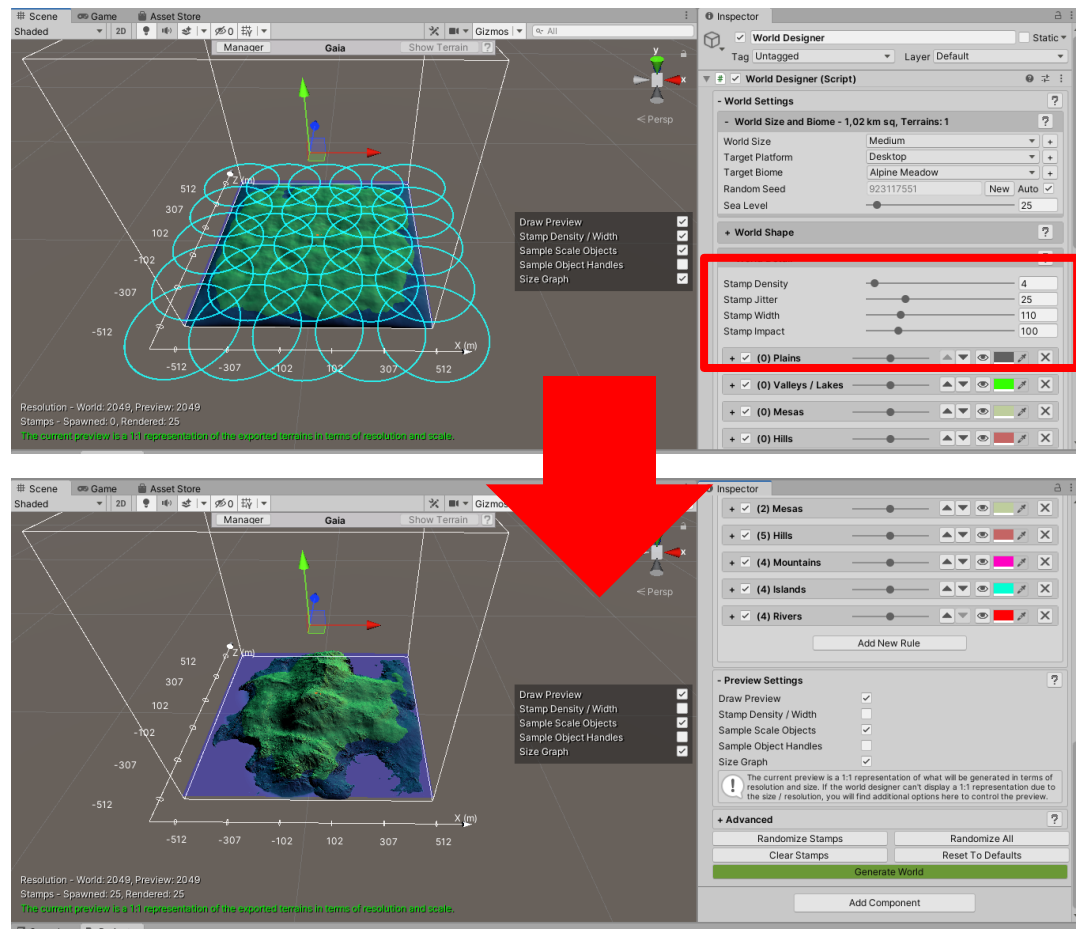 Scene Game Asset Store
Shaded 2D 0 Gizmos All
Manager Gaia Show Terrain ?
y
x
Persp
Z (m)
512
307
102
-102
-307
-512
X (m)
-512 -307 -102 102 307 512
Draw Preview
Stamp Density / Width
Sample Scale Objects
Sample Object Handles
Size Graph
Resolution - World: 2049, Preview: 2049
Stamps - Spawned: 0, Rendered: 25
The current preview is a 1:1 representation of the exported terrains in terms of resolution and scale.
Inspector
World Designer Static
Tag Untagged Layer Default
# World Designer (Script)
- World Settings ?
- World Size and Biome - 1,02 km sq, Terrains: 1 ?
World Size Medium +
Target Platform Desktop +
Target Biome Alpine Meadow +
Random Seed 923117551 New Auto
Sea Level 25
+ World Shape ?
Stamp Density 4
Stamp Jitter 25
Stamp Width 110
Stamp Impact 100
+ (0) Plains X
+ (0) Valleys / Lakes X
+ (0) Mesas X
+ (0) Hills X
Scene Game Asset Store
Shaded 2D 0 Gizmos
Manager Gaia Show Terrain ?
x
Persp
Z (m)
512
307
102
-102
-307
-512
X (m)
-512 -307 -102 102 307 512
Draw Preview
Stamp Density / Width
Sample Scale Objects
Sample Object Handles
Size Graph
Resolution - World: 2049, Preview: 2049
Stamps - Spawned: 25, Rendered: 25
The current preview is a 1:1 representation of the exported terrains in terms of resolution and scale.
Inspector
+ (2) Mesas X
+ (5) Hills X
+ (4) Mountains X
+ (4) Islands X
+ (4) Rivers X
Add New Rule
- Preview Settings ?
Draw Preview
Stamp Density / Width
Sample Scale Objects
Sample Object Handles
Size Graph
The current preview is a 1:1 representation of what will be generated in terms of
resolution and size. If the world designer can't display a 1:1 representation due to
the size / resolution, you will find additional options here to control the preview.
+ Advanced ?
Randomize Stamps Randomize All
Clear Stamps Reset To Defaults
Generate World
Add Component